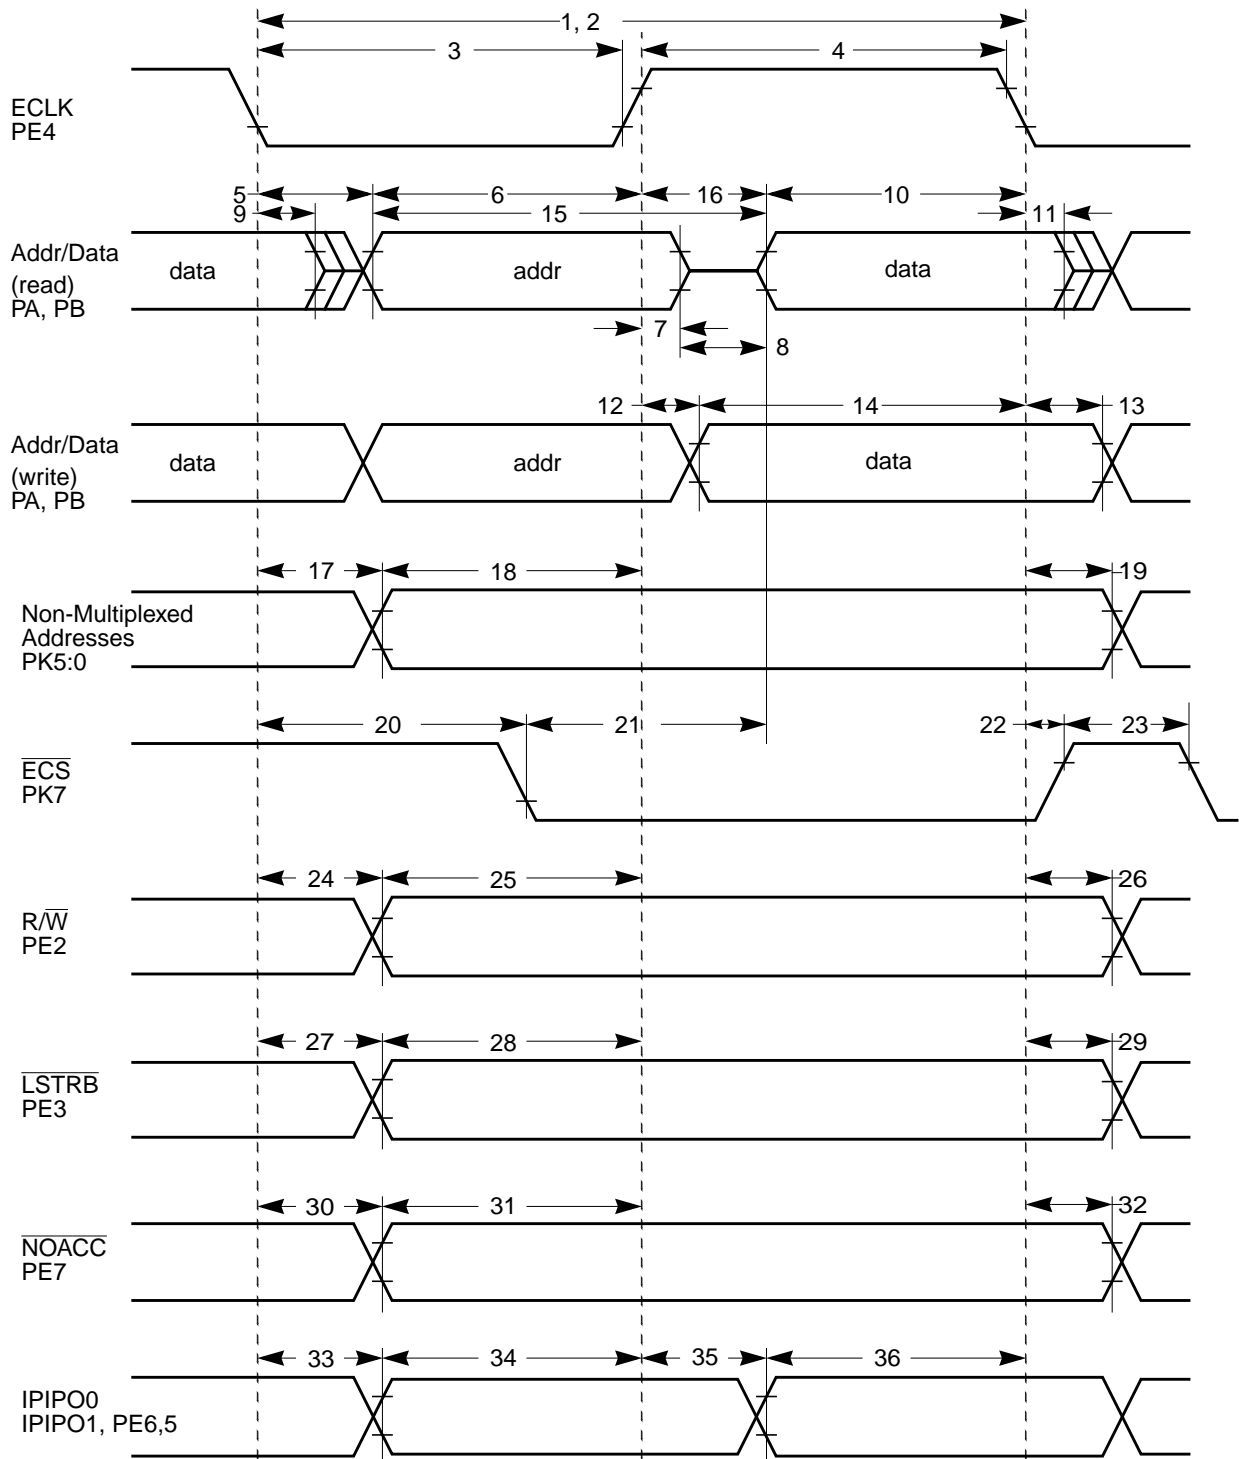 1, 2
3 4
ECLK
PE4
5 6 16 10
9 15 11
Addr/Data
(read)
PA, PB
data addr data
7
8
12 14 13
Addr/Data
(write)
PA, PB
data addr data
17 18 19
Non-Multiplexed
Addresses
PK5:0
20 21 22 23
ECS
PK7
24 25 26
R/W
PE2
27 28 29
LSTRB
PE3
30 31 32
NOACC
PE7
33 34 35 36
IPIPO0
IPIPO1, PE6,5